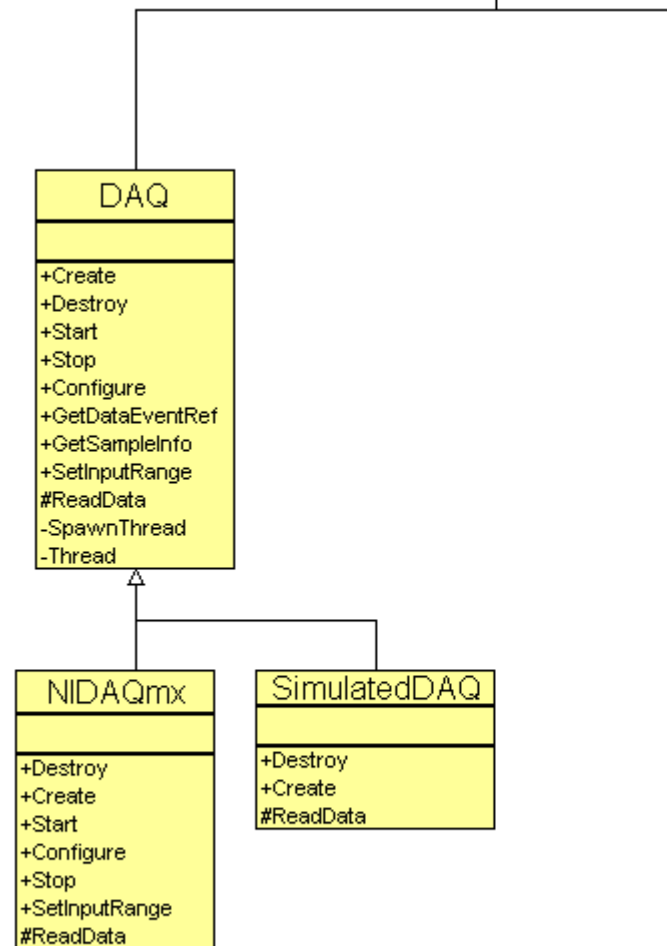 DAQ
+Create
+Destroy
+Start
+Stop
+Configure
+GetDataEventRef
+GetSampleInfo
+SetInputRange
#ReadData
-SpawnThread
-Thread
NIDAQmx
+Destroy
+Create
+Start
+Configure
+Stop
+SetInputRange
#ReadData
SimulatedDAQ
+Destroy
+Create
#ReadData